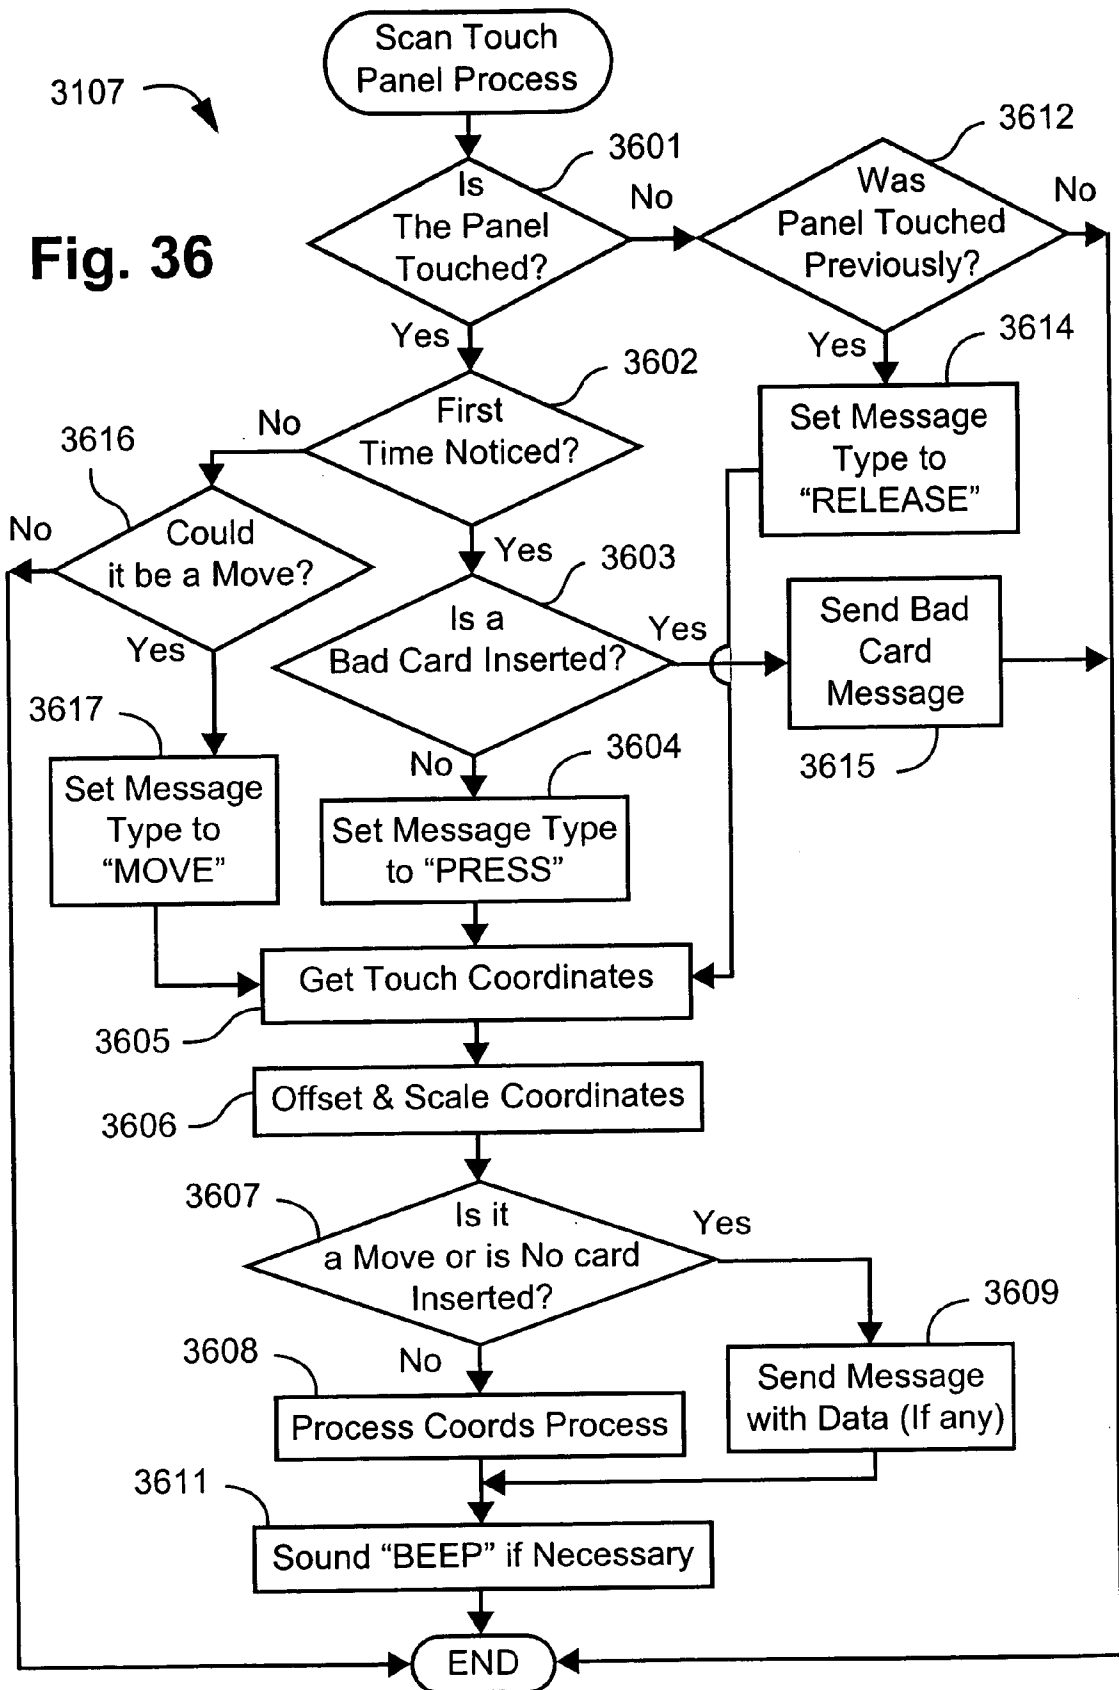 Scan Touch
Panel Process
3107
Fig. 36
3601
Is
The Panel
Touched?
No
3612
Was
Panel Touched
Previously?
No
Yes
Yes
3614
Set Message
Type to
“RELEASE”
3602
First
Time Noticed?
No
3616
Could
it be a Move?
No
Yes
Yes
3603
Is a
Bad Card Inserted?
Yes
Send Bad
Card
Message
3615
3617
Set Message
Type to
“MOVE”
No
3604
Set Message Type
to “PRESS”
Get Touch Coordinates
3605
Offset & Scale Coordinates
3606
3607
Is it
a Move or is No card
Inserted?
Yes
No
3609
Send Message
with Data (If any)
3608
Process Coords Process
3611
Sound “BEEP” if Necessary
END